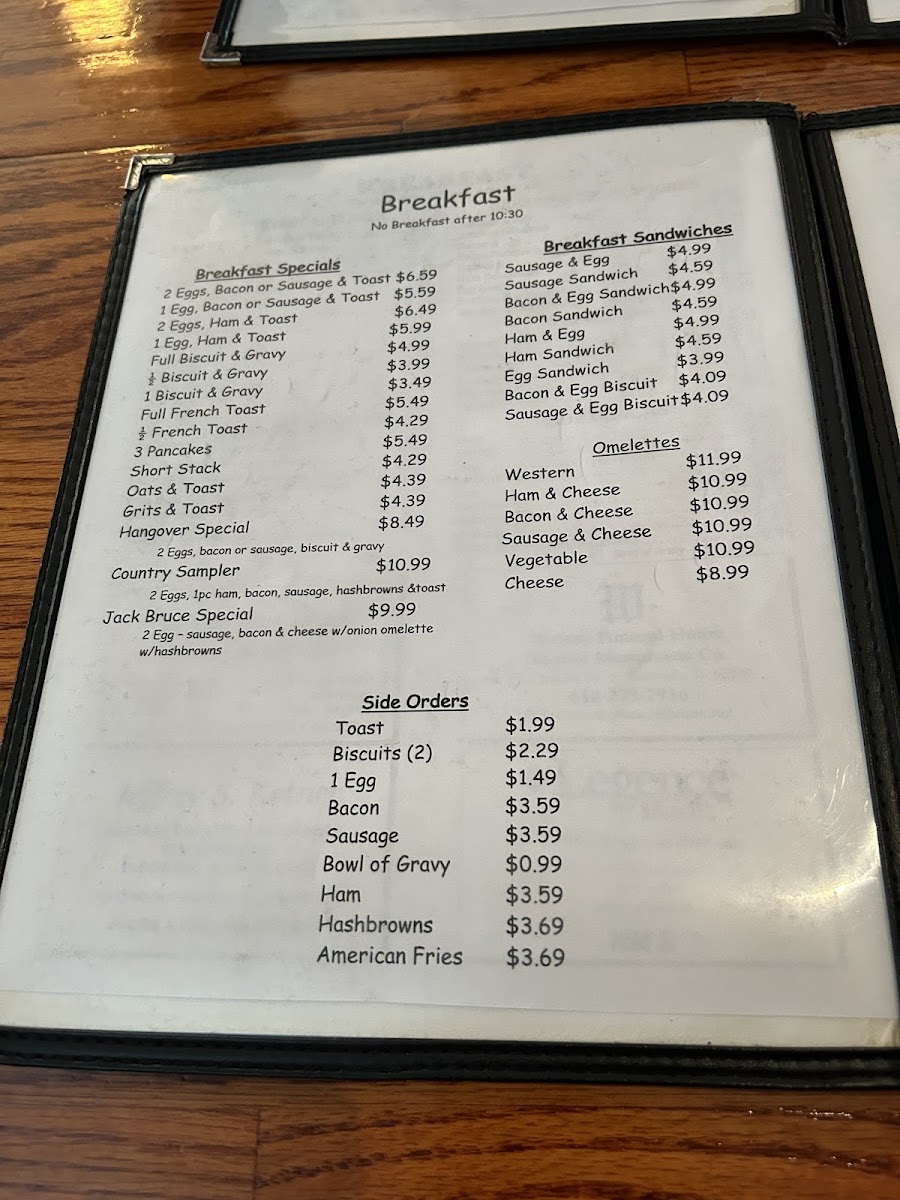 Breakfast
No Breakfast after 10:30
Breakfast Specials
2 Eggs, Bacon or Sausage & Toast $6.59
1 Egg, Bacon or Sausage & Toast $5.59
2 Eggs, Ham & Toast $6.49
1 Egg, Ham & Toast $5.99
Full Biscuit & Gravy $4.99
½ Biscuit & Gravy $3.99
1 Biscuit & Gravy $3.49
Full French Toast $5.49
½ French Toast $4.29
3 Pancakes $5.49
Short Stack $4.29
Oats & Toast $4.39
Grits & Toast $4.39
Hangover Special $8.49
2 Eggs, bacon or sausage, biscuit & gravy
Country Sampler $10.99
2 Eggs, 1pc ham, bacon, sausage, hashbrowns &toast
Jack Bruce Special $9.99
2 Egg – sausage, bacon & cheese w/onion omelette
w/hashbrowns
Breakfast Sandwiches
Sausage & Egg $4.99
Sausage Sandwich $4.59
Bacon & Egg Sandwich$4.99
Bacon Sandwich $4.59
Ham & Egg $4.99
Ham Sandwich $4.59
Egg Sandwich $3.99
Bacon & Egg Biscuit $4.09
Sausage & Egg Biscuit$4.09
Omelettes
Western $11.99
Ham & Cheese $10.99
Bacon & Cheese $10.99
Sausage & Cheese $10.99
Vegetable $10.99
Cheese $8.99
Side Orders
Toast $1.99
Biscuits (2) $2.29
1 Egg $1.49
Bacon $3.59
Sausage $3.59
Bowl of Gravy $0.99
Ham $3.59
Hashbrowns $3.69
American Fries $3.69